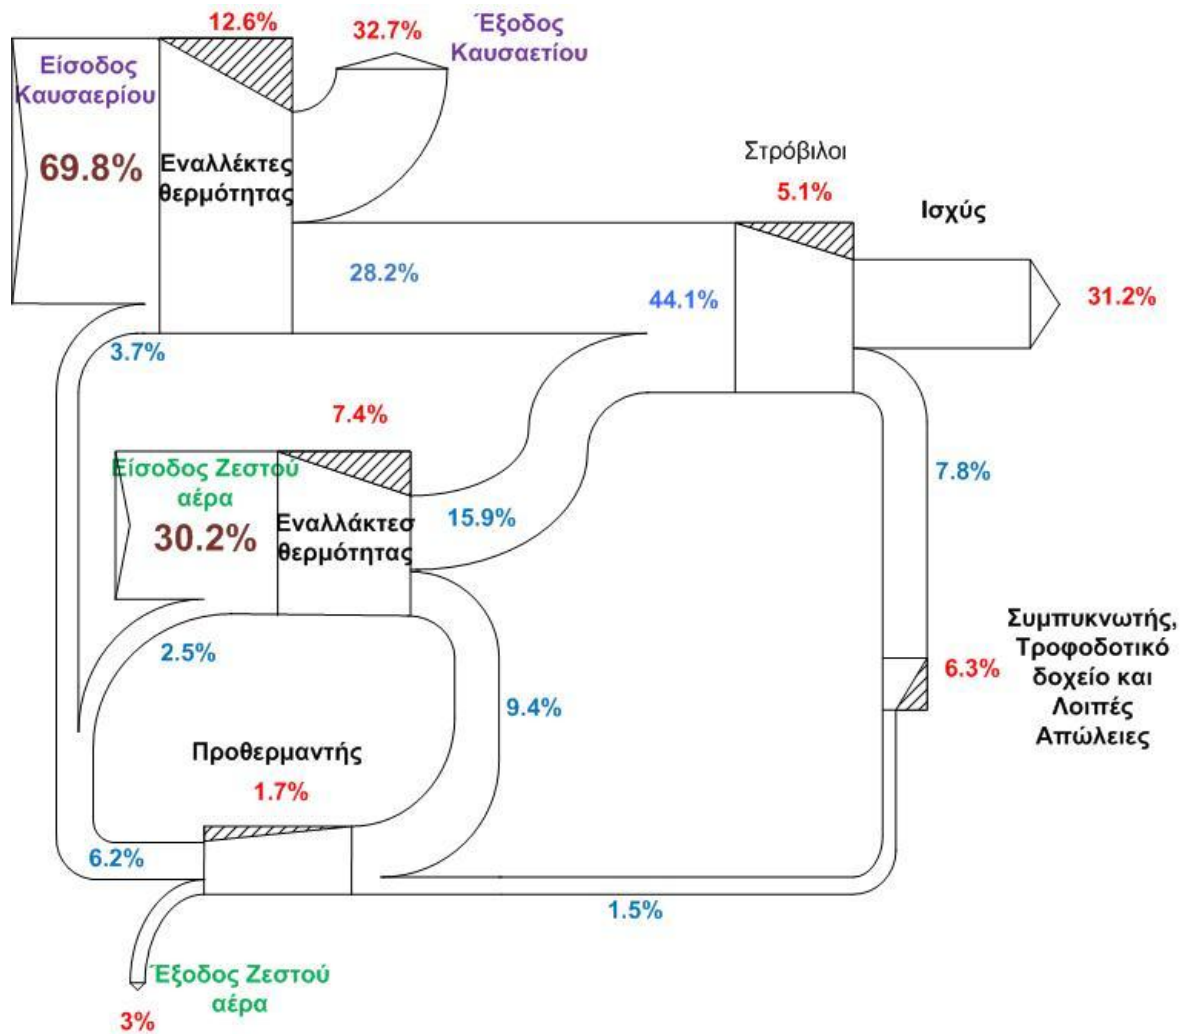 12.6%
32.7%
Έξοδος
Καυσαετίου
Είσοδος
Καυσαερίου
69.8%
Εναλλέκτες
θερμότητας
Στρόβιλοι
5.1%
Ισχύς
28.2%
44.1%
31.2%
3.7%
7.4%
Είσοδος Ζεστού
αέρα
30.2%
Εναλλάκτεσ
θερμότητας
15.9%
7.8%
2.5%
Συμπυκνωτής,
Τροφοδοτικό
δοχείο και
Λοιπές
Απώλειες
6.3%
9.4%
Προθερμαντής
1.7%
6.2%
1.5%
Έξοδος Ζεστού
αέρα
3%